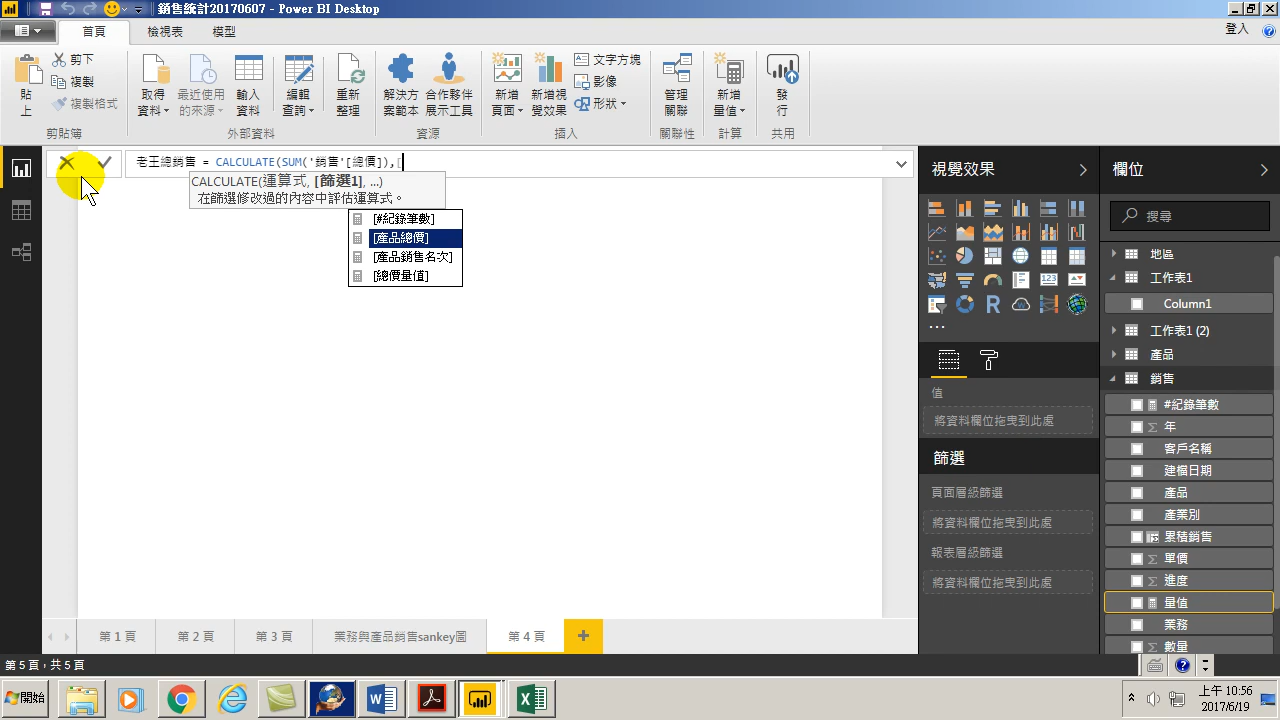 銷售統計20170607 - Power BI Desktop
首頁
檢視表
模型
登入
貼上
剪下
複製
複製格式
剪貼簿
取得資料
最近使用的來源
輸入資料
編輯查詢
外部資料
重新整理
解決方案範本
合作夥伴展示工具
資源
新增頁面
新增視覺效果
文字方塊
影像
形狀
插入
管理關聯
關聯性
新增量值
計算
發行
共用
老王總銷售 = CALCULATE(SUM('銷售'[總價]),[
CALCULATE(運算式, [篩選1], ...)
在篩選修改過的內容中評估運算式。
[#紀錄筆數]
[產品總價]
[產品銷售名次]
[總價量值]
視覺效果
R
123
值
將資料欄位拖曳到此處
篩選
頁面層級篩選
將資料欄位拖曳到此處
報表層級篩選
將資料欄位拖曳到此處
欄位
搜尋
地區
工作表1
Column1
工作表1 (2)
產品
銷售
#紀錄筆數
年
客戶名稱
建檔日期
產品
產業別
累積銷售
單價
進度
量值
業務
數量
第 1 頁
第 2 頁
第 3 頁
業務與產品銷售sankey圖
第 4 頁
+
第 5 頁，共 5 頁
開始
上午 10:56
2017/6/19